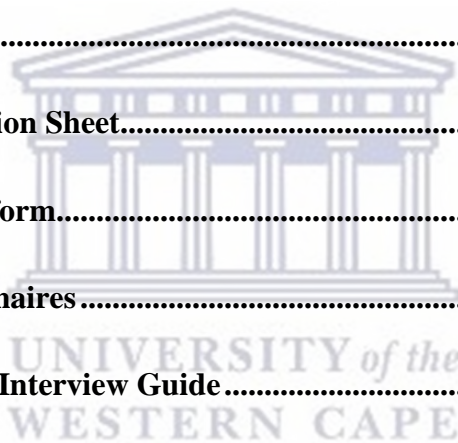 ................................................
ion Sheet....................................
form............................................
naires.........................................
UNIVERSITY of the
Interview Guide..........................
WESTERN CAPE